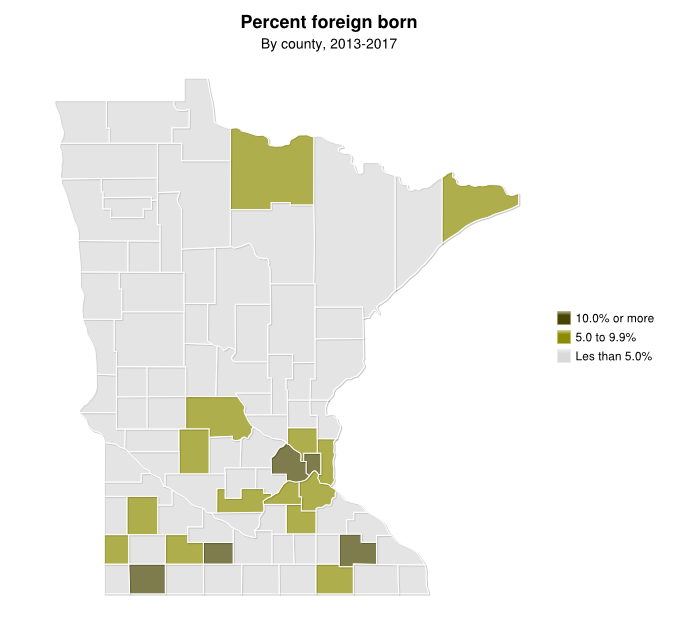 Percent foreign born
By county, 2013-2017
10.0% or more
5.0 to 9.9%
Less than 5.0%